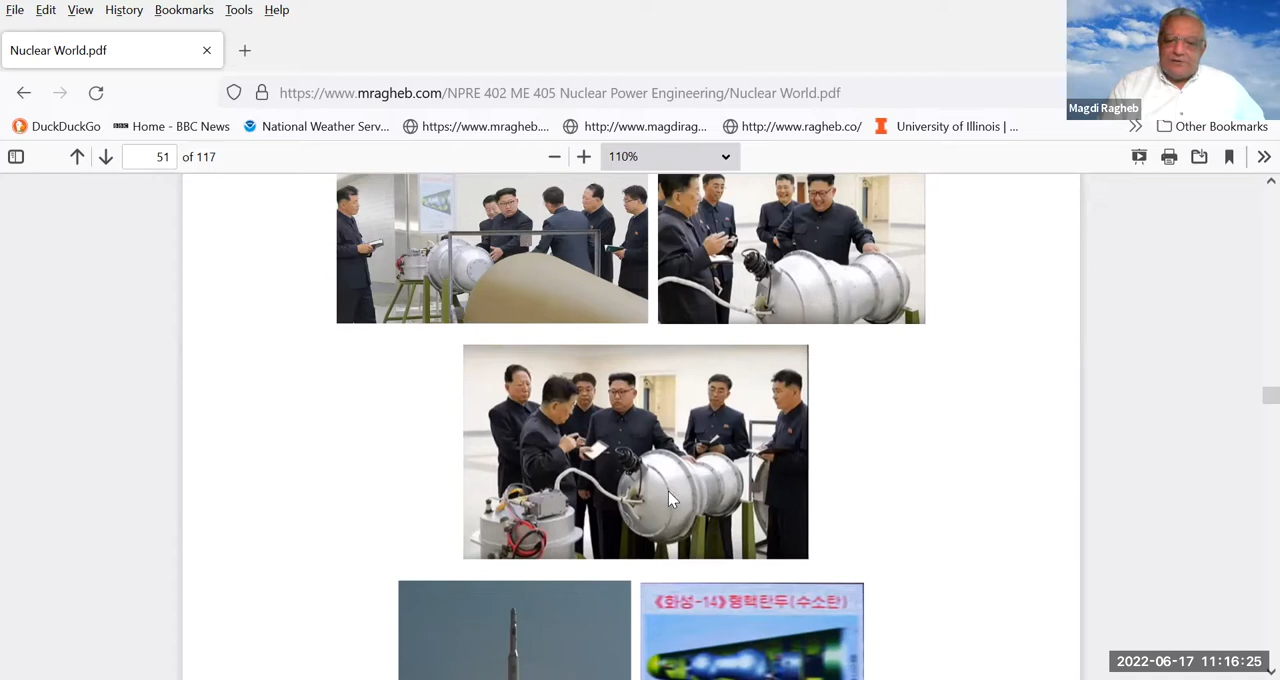 File Edit View History Bookmarks Tools Help
Nuclear World.pdf
https://www.mragheb.com/NPRE 402 ME 405 Nuclear Power Engineering/Nuclear World.pdf
Magdi Ragheb
DuckDuckGo Home - BBC News National Weather Serv... https://www.mragheb.... http://www.magdirag... http://www.ragheb.co/ University of Illinois | ... Other Bookmarks
51 of 117 110%
《화성-14》형핵탄두(수소탄)
2022-06-17 11:16:25